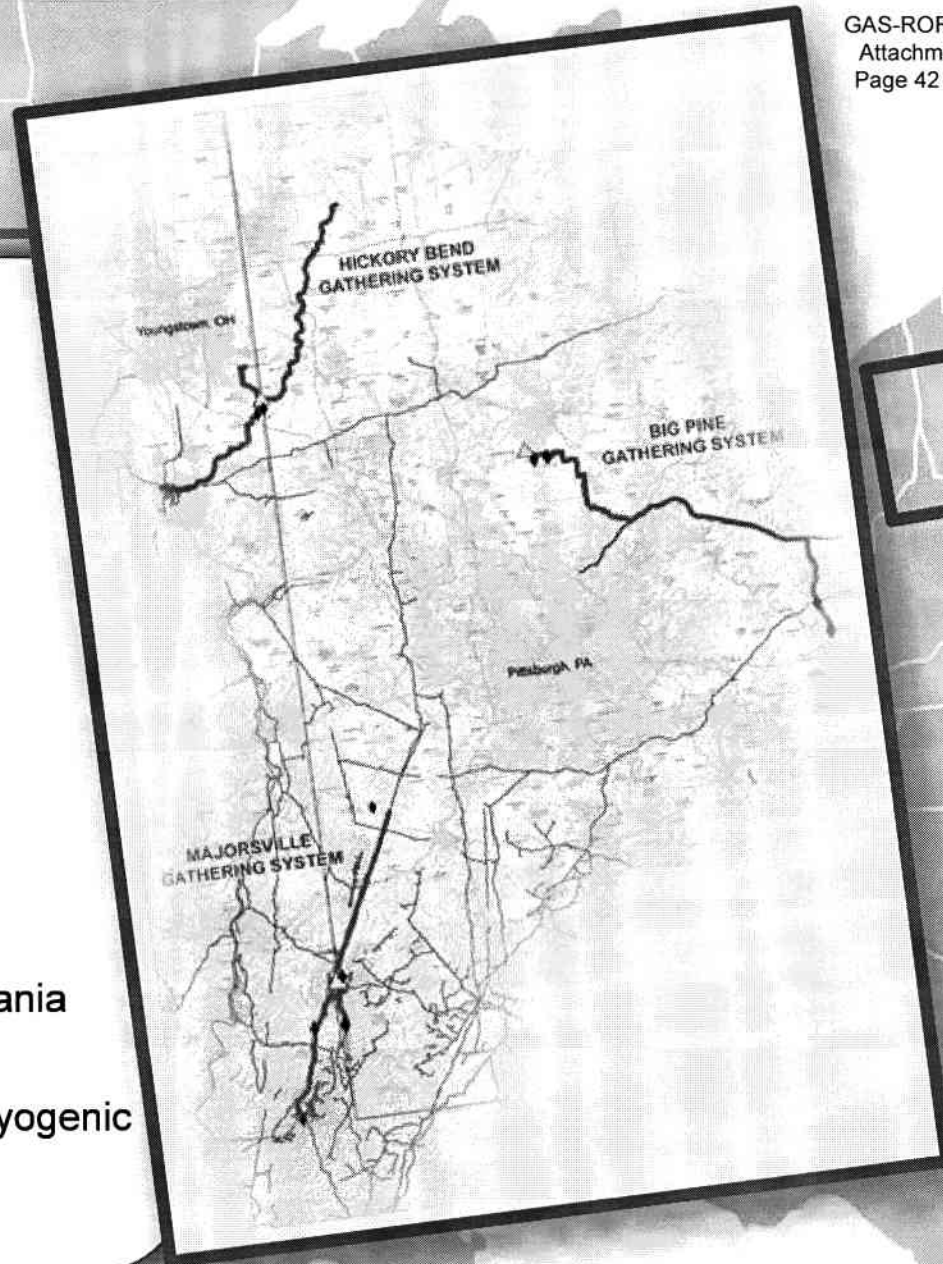 GAS-ROF
Attachm
Page 42
HICKORY BEND
GATHERING SYSTEM
Youngstown, OH
BIG PINE
GATHERING SYSTEM
Pittsburgh, PA
MAJORSVILLE
GATHERING SYSTEM
ania
yogenic